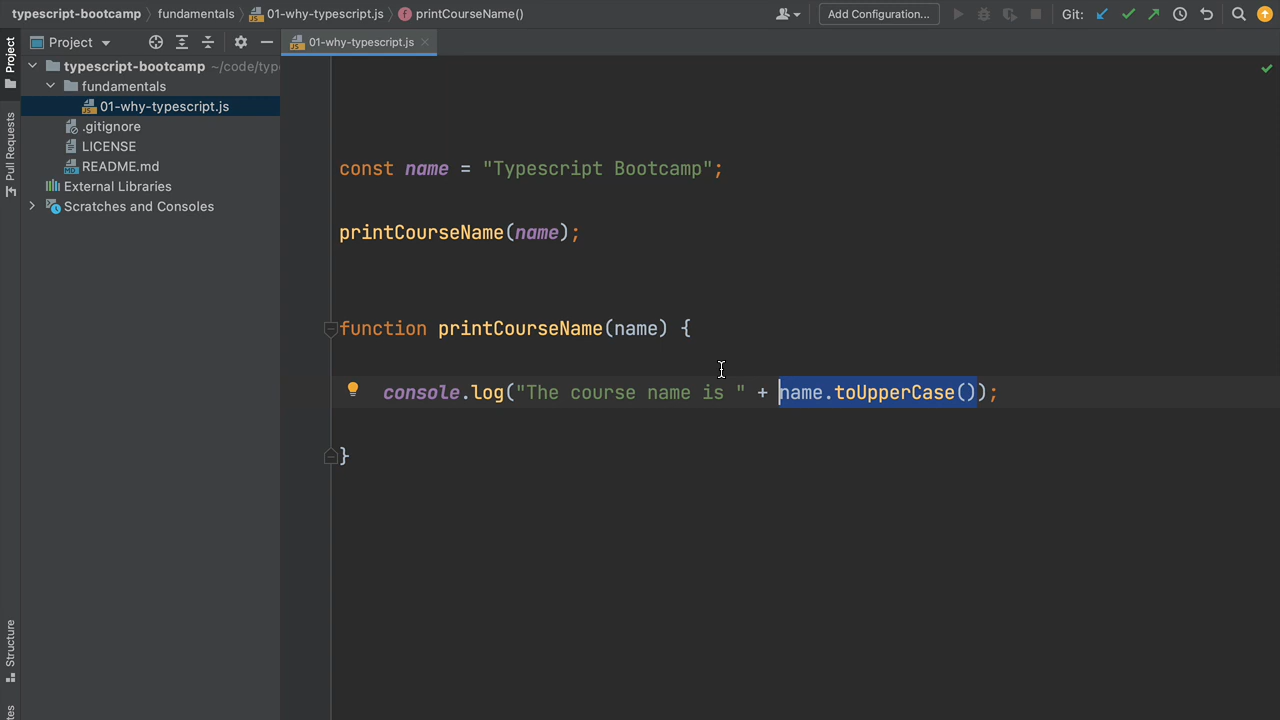 typescript-bootcamp fundamentals 01-why-typescript.js printCourseName() Add Configuration... Git:
Project
01-why-typescript.js
typescript-bootcamp ~/code/typ
fundamentals
01-why-typescript.js
.gitignore
LICENSE
README.md
External Libraries
Scratches and Consoles
Project
Pull Requests
Structure
const name = "Typescript Bootcamp";
printCourseName(name);
function printCourseName(name) {
console.log("The course name is " + name.toUpperCase());
}